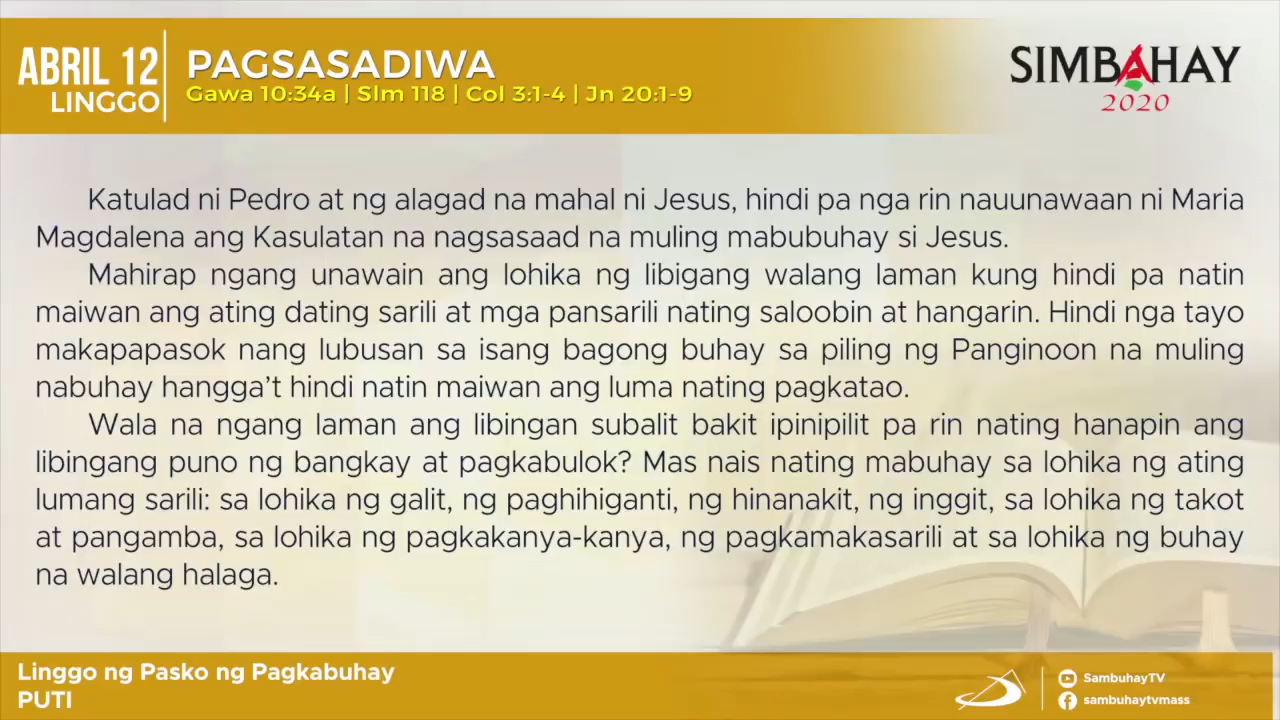 ABRIL 12
LINGGO
PAGSASADIWA
Gawa 10:34a | Slm 118 | Col 3:1-4 | Jn 20:1-9
SIMBAHAY
2020
Katulad ni Pedro at ng alagad na mahal ni Jesus, hindi pa nga rin nauunawaan ni Maria
Magdalena ang Kasulatan na nagsasaad na muling mabubuhay si Jesus.
Mahirap ngang unawain ang lohika ng libigang walang laman kung hindi pa natin
maiwan ang ating dating sarili at mga pansarili nating saloobin at hangarin. Hindi nga tayo
makapapasok nang lubusan sa isang bagong buhay sa piling ng Panginoon na muling
nabuhay hangga't hindi natin maiwan ang luma nating pagkatao.
Wala na ngang laman ang libingan subalit bakit ipinipilit pa rin nating hanapin ang
libingang puno ng bangkay at pagkabulok? Mas nais nating mabuhay sa lohika ng ating
lumang sarili: sa lohika ng galit, ng paghihiganti, ng hinanakit, ng inggit, sa lohika ng takot
at pangamba, sa lohika ng pagkakanya-kanya, ng pagkamakasarili at sa lohika ng buhay
na walang halaga.
Linggo ng Pasko ng Pagkabuhay
PUTI
SambuhayTV
sambuhaytvmass